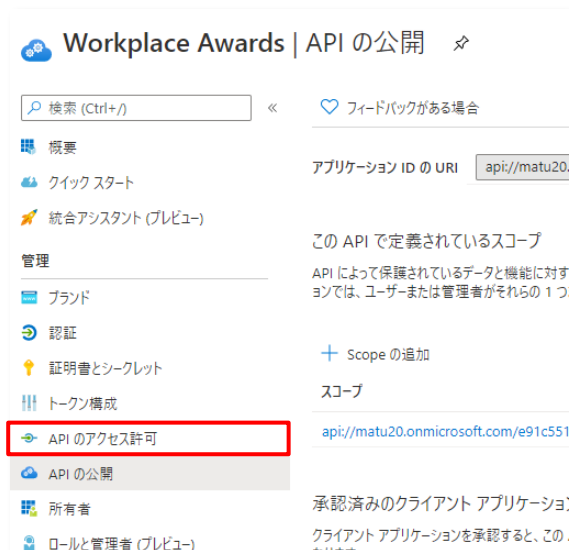 Workplace Awards | API の公開
検索 (Ctrl+/)
«
フィードバックがある場合
概要
アプリケーション ID の URI
api://matu20.
クイック スタート
統合アシスタント (プレビュー)
この API で定義されているスコープ
管理
API によって保護されているデータと機能に対す
ブランド
ョンでは、ユーザーまたは管理者がそれらの 1 つ
認証
証明書とシークレット
Scope の追加
トークン構成
スコープ
API のアクセス許可
api://matu20.onmicrosoft.com/e91c551
API の公開
所有者
承認済みのクライアント アプリケーション
ロールと管理者 (プレビュー)
クライアント アプリケーションを承認すると、この